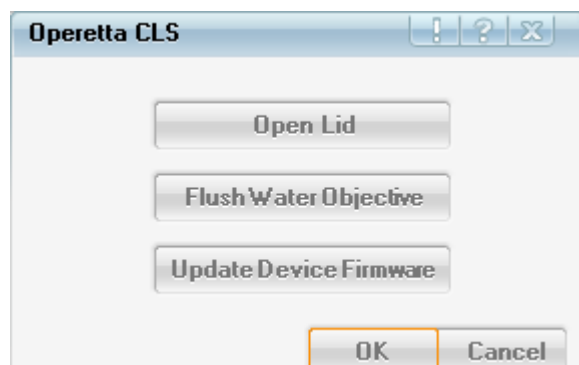 Operetta CLS ! ? X
Open Lid
Flush Water Objective
Update Device Firmware
OK Cancel